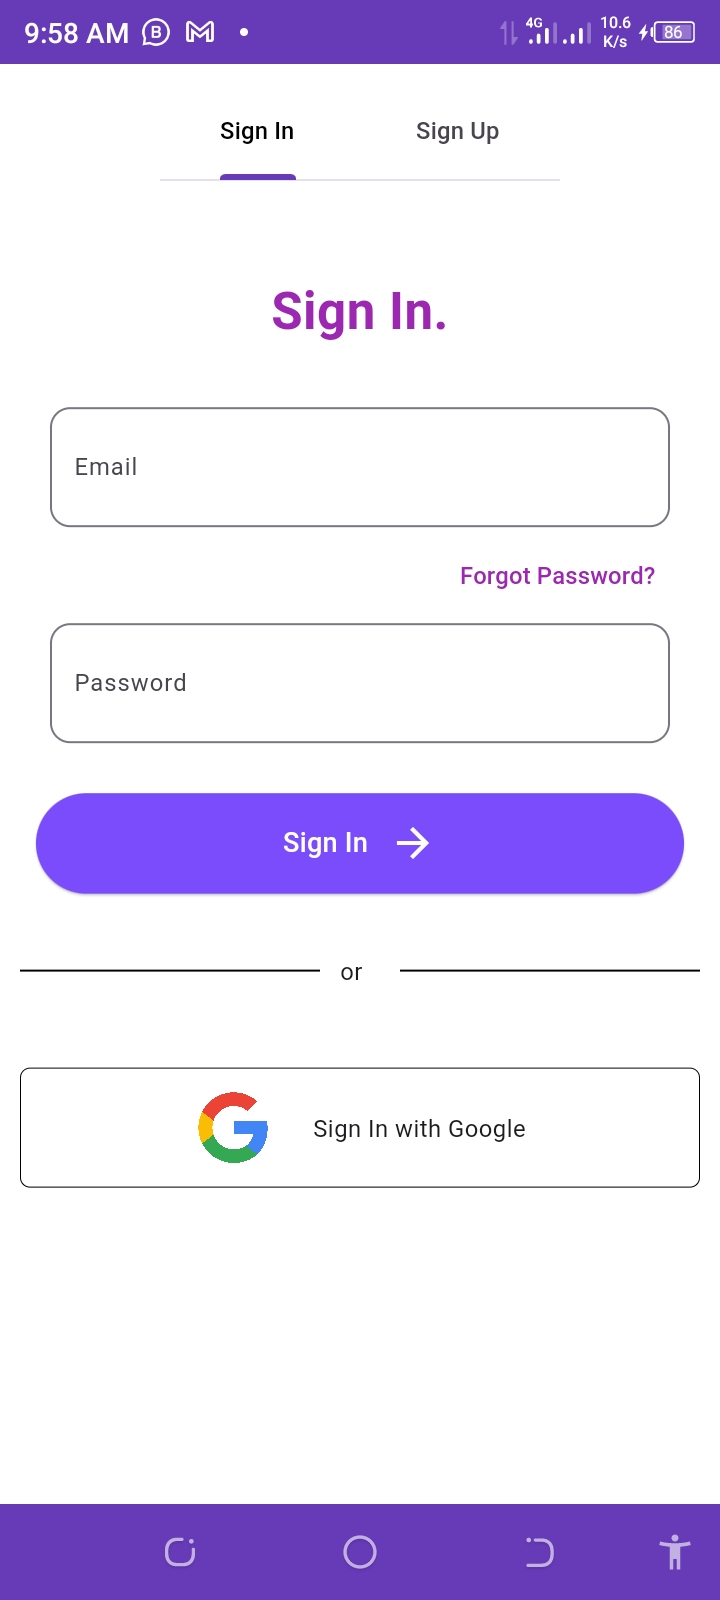 9:58 AM 4G 10.6 K/s 86
Sign In Sign Up
Sign In.
Email
Forgot Password?
Password
Sign In
or
Sign In with Google